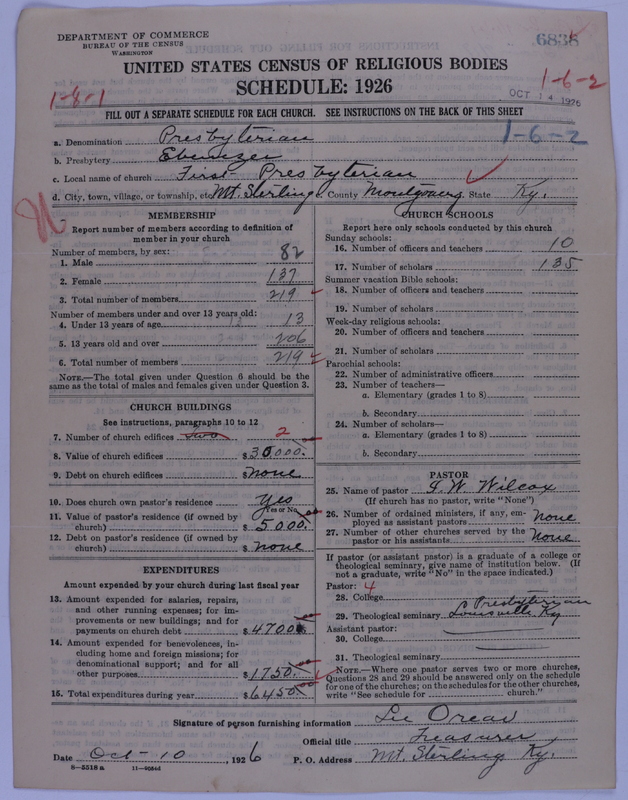 DEPARTMENT OF COMMERCE
BUREAU OF THE CENSUS
WASHINGTON
6838
UNITED STATES CENSUS OF RELIGIOUS BODIES
SCHEDULE: 1926
1-8-1
1-6-2
OCT 14 1926
FILL OUT A SEPARATE SCHEDULE FOR EACH CHURCH. SEE INSTRUCTIONS ON THE BACK OF THIS SHEET
1-6-2
a. Denomination Presbyterian
b. Presbytery Ebenezer
c. Local name of church First Presbyterian
d. City, town, village, or township, etc. Mt. Sterling County Montgomery State Ky.
MEMBERSHIP
Report number of members according to definition of
member in your church
Number of members, by sex:
1. Male 82
2. Female 137
3. Total number of members 219
Number of members under and over 13 years old:
4. Under 13 years of age 13
5. 13 years old and over 206
6. Total number of members 219
NOTE.—The total given under Question 6 should be the
same as the total of males and females given under Question 3.
CHURCH BUILDINGS
See instructions, paragraphs 10 to 12
7. Number of church edifices two 2
8. Value of church edifices $ 30,000.
9. Debt on church edifices $ none
10. Does church own pastor's residence Yes
(Yes or No)
11. Value of pastor's residence (if owned by
church) $ 5,000.
12. Debt on pastor's residence (if owned by
church) $ none
EXPENDITURES
Amount expended by your church during last fiscal year
13. Amount expended for salaries, repairs,
and other running expenses; for im-
provements or new buildings; and for
payments on church debt $ 4700
14. Amount expended for benevolences, in-
cluding home and foreign missions; for
denominational support; and for all
other purposes $ 1750.
15. Total expenditures during year $ 6450.
CHURCH SCHOOLS
Report here only schools conducted by this church
Sunday schools:
16. Number of officers and teachers 10
17. Number of scholars 135
Summer vacation Bible schools:
18. Number of officers and teachers
19. Number of scholars
Week-day religious schools:
20. Number of officers and teachers
21. Number of scholars
Parochial schools:
22. Number of administrative officers
23. Number of teachers—
a. Elementary (grades 1 to 8)
b. Secondary
24. Number of scholars—
a. Elementary (grades 1 to 8)
b. Secondary
PASTOR
25. Name of pastor J. W. Wilcox
(If church has no pastor, write "None")
26. Number of ordained ministers, if any, em-
ployed as assistant pastors None
27. Number of other churches served by the
pastor or his assistants None
If pastor (or assistant pastor) is a graduate of a college or
theological seminary, give name of institution below. (If
not a graduate, write "No" in the space indicated.)
Pastor: 4
28. College
Presbyterian
29. Theological seminary Louisville Ky
Assistant pastor:
30. College
31. Theological seminary
NOTE.—Where one pastor serves two or more churches,
Questions 28 and 29 should be answered only on the schedule
for one of the churches; on the schedules for the other churches,
write "See schedule for church."
Signature of person furnishing information Lee Orear
Official title Treasurer
Date Oct-10, 1926 P. O. Address Mt. Sterling Ky.
8—5518 a 11—4056d